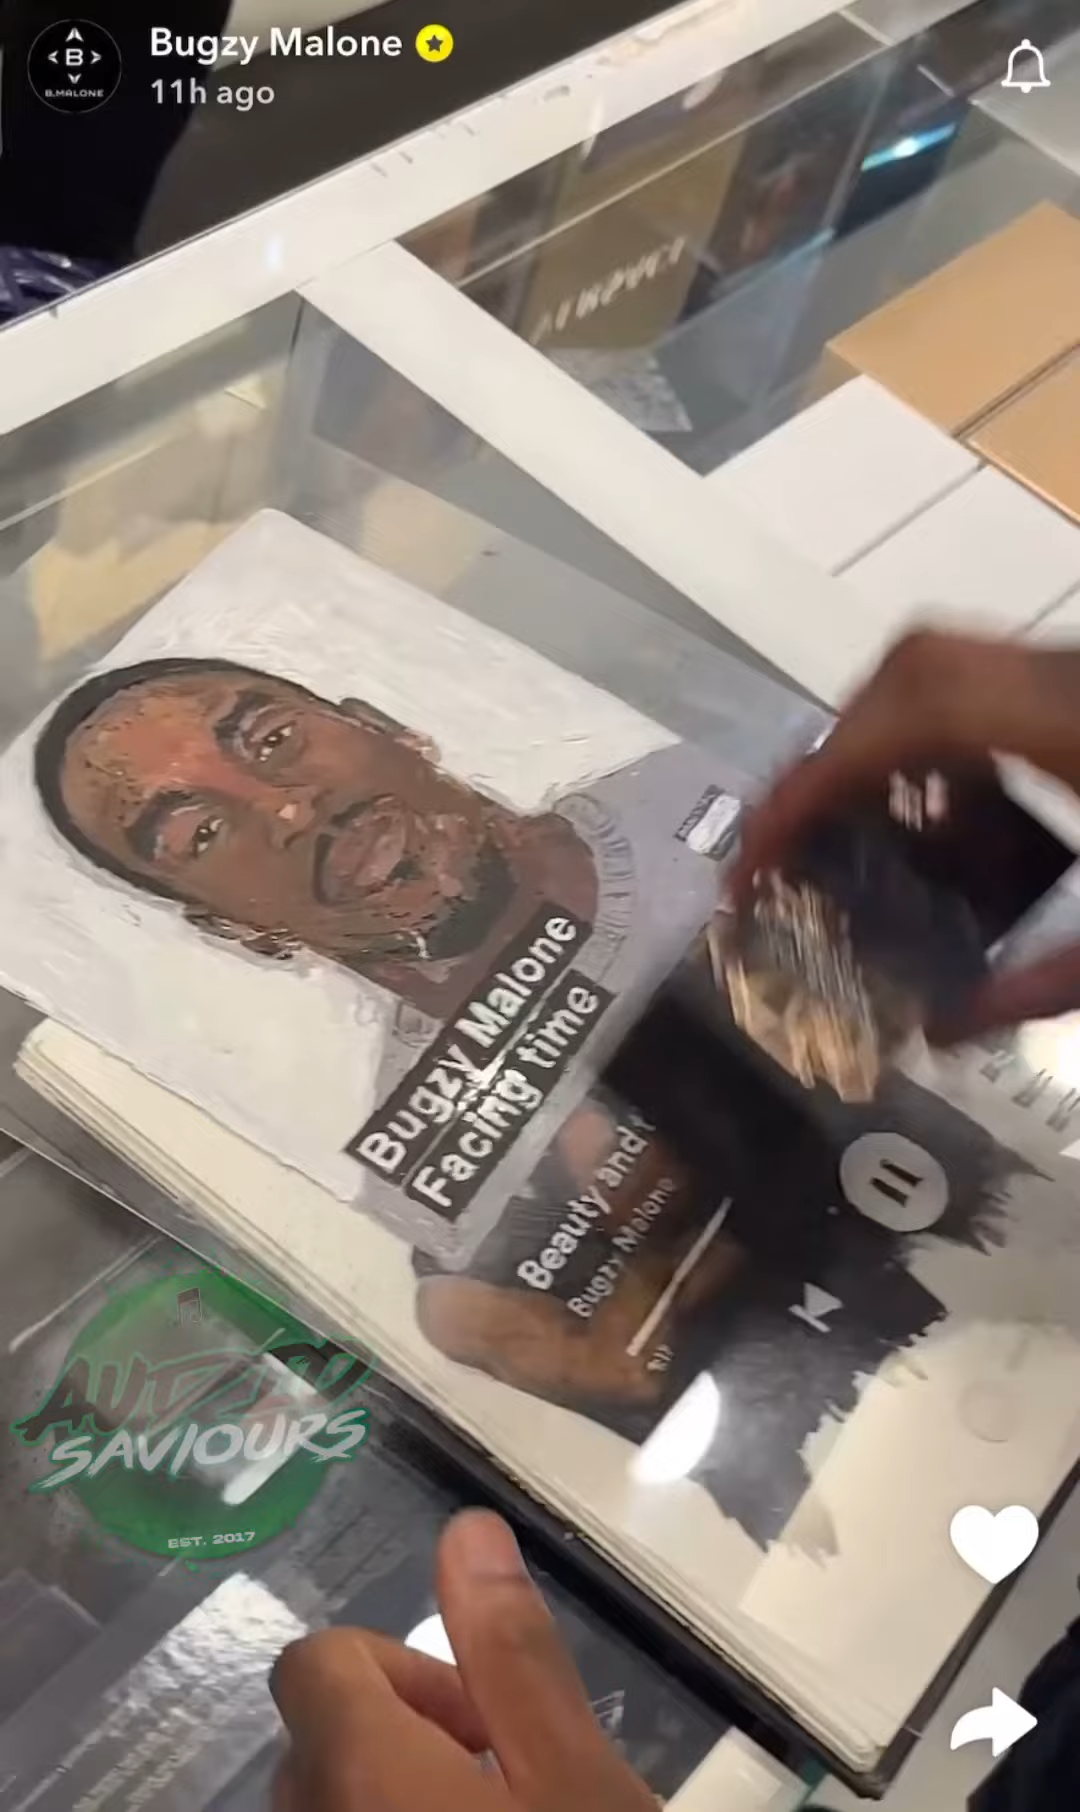 Bugzy Malone
11h ago
B
B.MALONE
Bugzy Malone
Facing time
Beauty and t
Bugzy Malone
SAVIOURS
EST. 2017